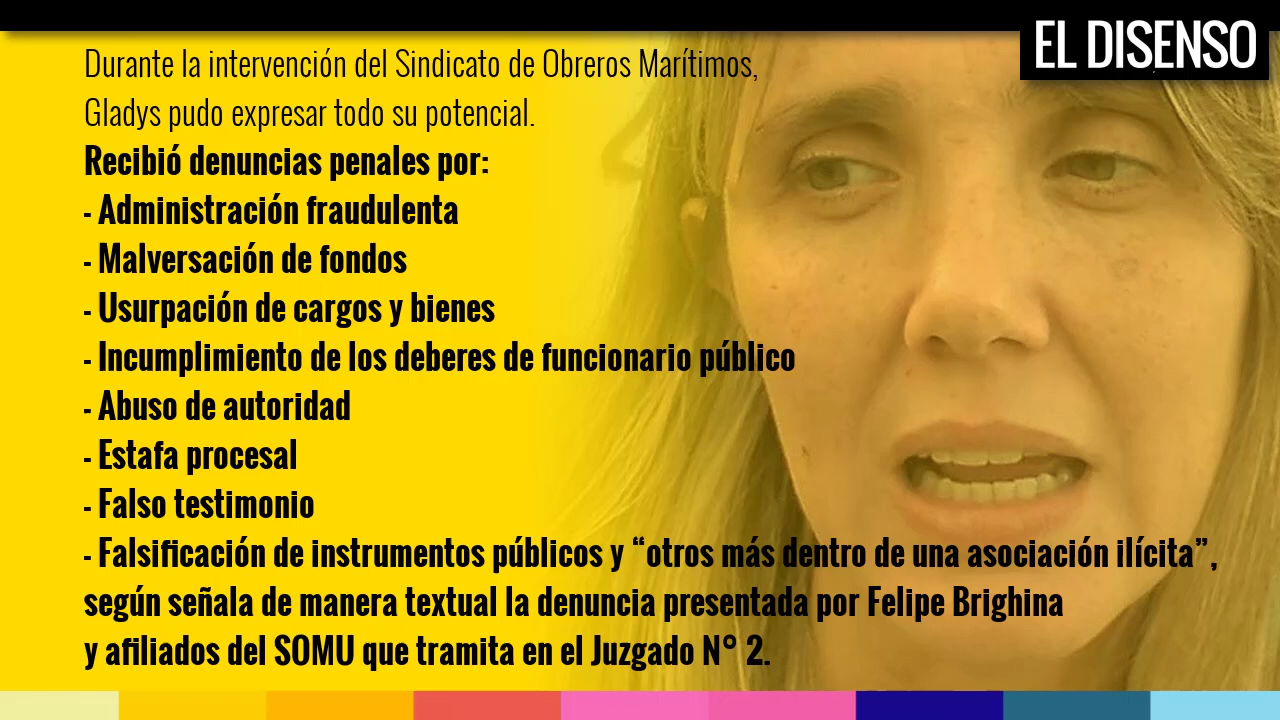 EL DISENSO
Durante la intervención del Sindicato de Obreros Marítimos,
Gladys pudo expresar todo su potencial.
Recibió denuncias penales por:
- Administración fraudulenta
- Malversación de fondos
- Usurpación de cargos y bienes
- Incumplimiento de los deberes de funcionario público
- Abuso de autoridad
- Estafa procesal
- Falso testimonio
- Falsificación de instrumentos públicos y “otros más dentro de una asociación ilícita”,
según señala de manera textual la denuncia presentada por Felipe Brighina
y afiliados del SOMU que tramita en el Juzgado N° 2.